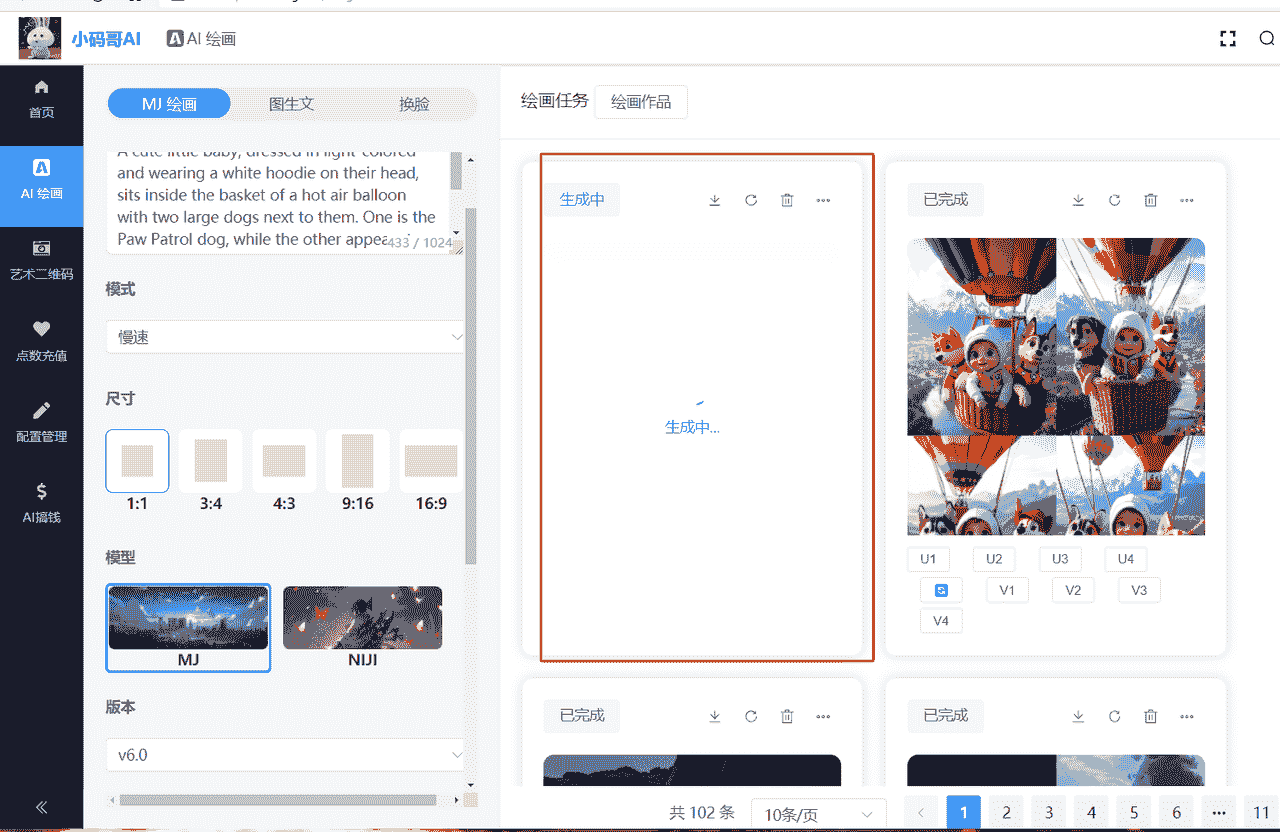 小码哥AI
AI 绘画
首页
AI 绘画
艺术二维码
点数充值
配置管理
AI搞钱
MJ 绘画
图生文
换脸
A cute little baby, dressed in light-colored
and wearing a white hoodie on their head,
sits inside the basket of a hot air balloon
with two large dogs next to them. One is the
Paw Patrol dog, while the other appea
433 / 1024
模式
慢速
尺寸
1:1
3:4
4:3
9:16
16:9
模型
MJ
NIJI
版本
v6.0
绘画任务
绘画作品
生成中
生成中...
已完成
U1
U2
U3
U4
V1
V2
V3
V4
已完成
已完成
共 102 条
10条/页
1
2
3
4
5
6
11